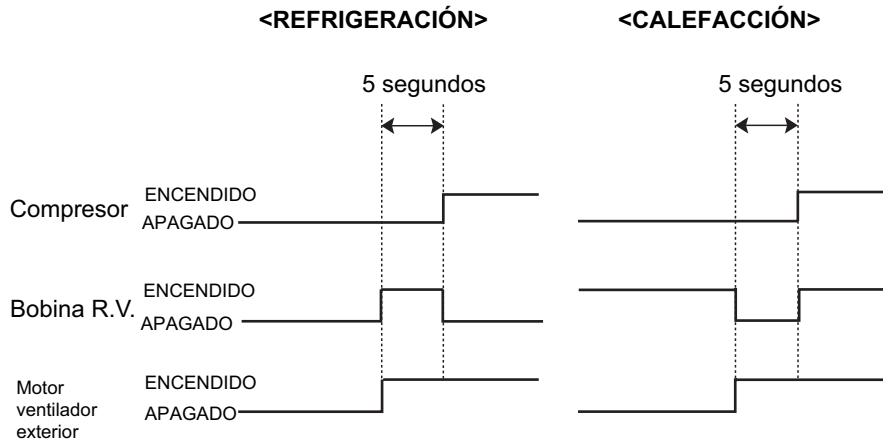 <REFRIGERACIÓN> <CALEFACCIÓN>
5 segundos 5 segundos
Compresor
ENCENDIDO
APAGADO
Bobina R.V.
ENCENDIDO
APAGADO
Motor
ventilador
exterior
ENCENDIDO
APAGADO